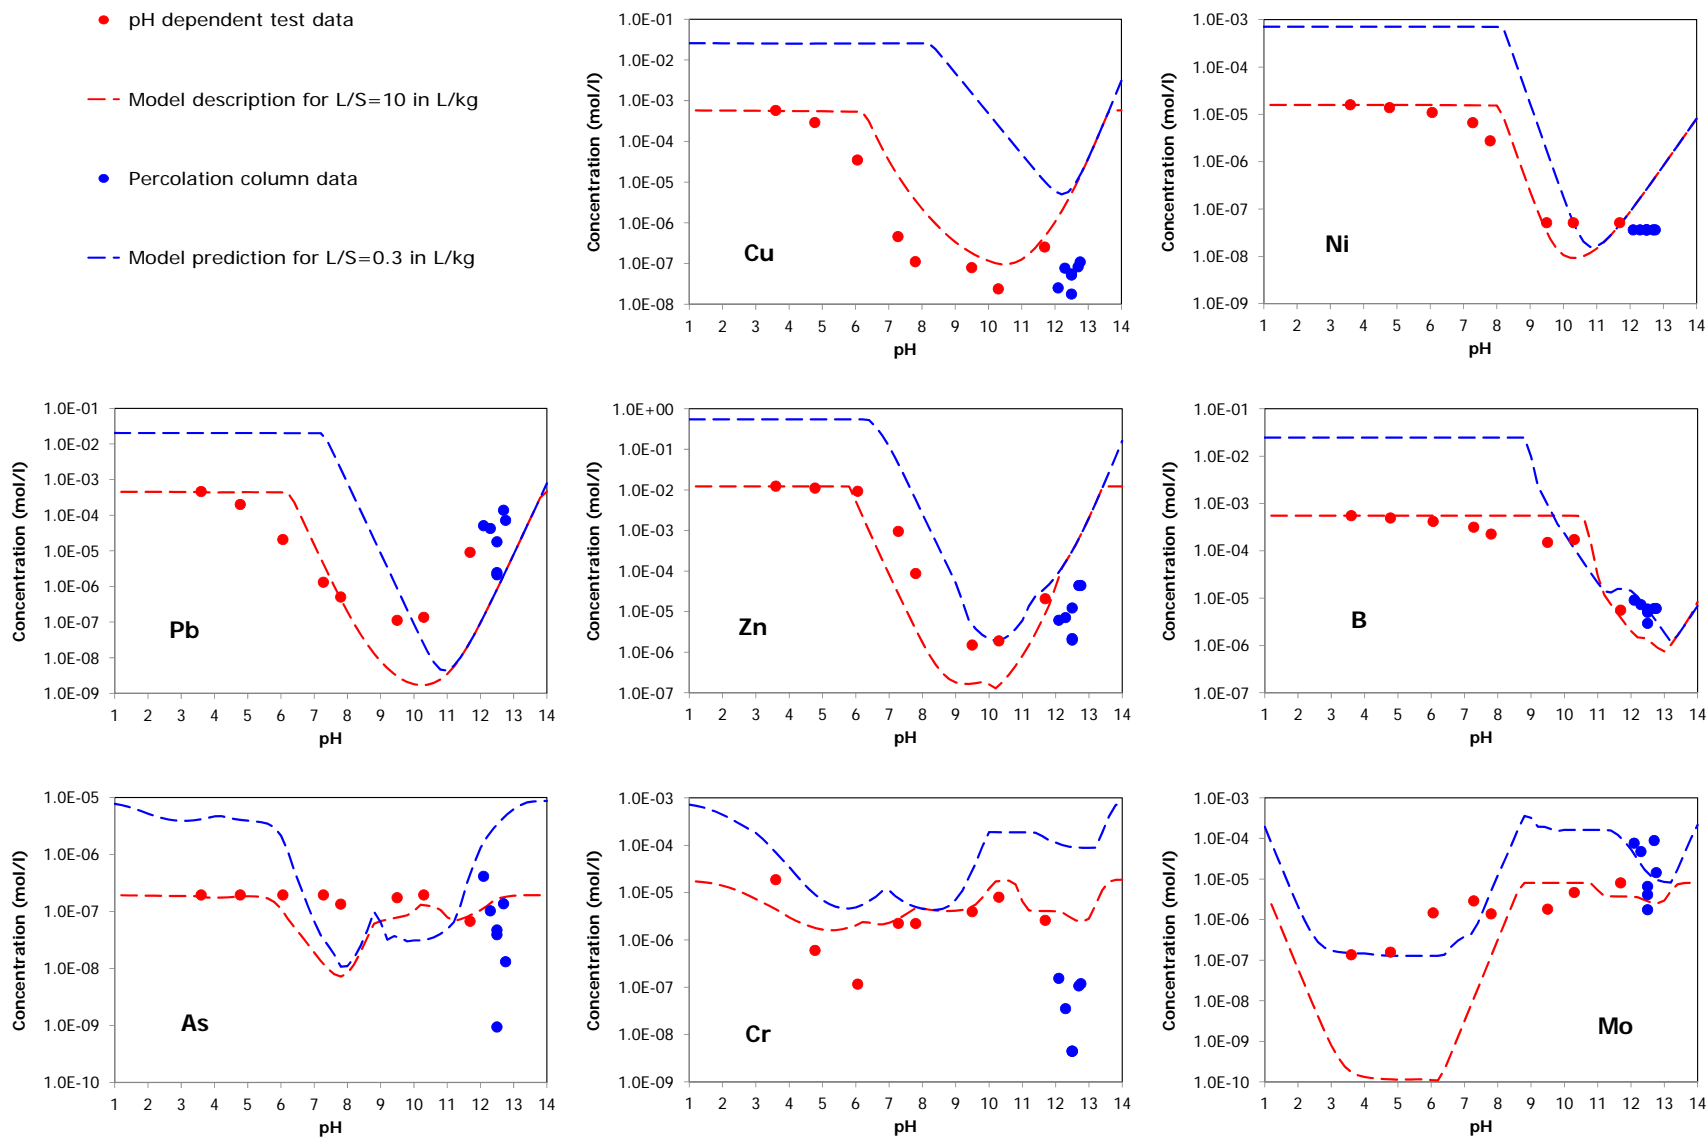 pH dependent test data
Model description for L/S=10 in L/kg
Percolation column data
Model prediction for L/S=0.3 in L/kg
Concentration (mol/l)
1.0E-01
1.0E-02
1.0E-03
1.0E-04
1.0E-05
1.0E-06
1.0E-07
1.0E-08
Cu
1 2 3 4 5 6 7 8 9 10 11 12 13 14
pH
Concentration (mol/l)
1.0E-03
1.0E-04
1.0E-05
1.0E-06
1.0E-07
1.0E-08
1.0E-09
Ni
1 2 3 4 5 6 7 8 9 10 11 12 13 14
pH
Concentration (mol/l)
1.0E-01
1.0E-02
1.0E-03
1.0E-04
1.0E-05
1.0E-06
1.0E-07
1.0E-08
1.0E-09
Pb
1 2 3 4 5 6 7 8 9 10 11 12 13 14
pH
Concentration (mol/l)
1.0E+00
1.0E-01
1.0E-02
1.0E-03
1.0E-04
1.0E-05
1.0E-06
1.0E-07
Zn
1 2 3 4 5 6 7 8 9 10 11 12 13 14
pH
Concentration (mol/l)
1.0E-01
1.0E-02
1.0E-03
1.0E-04
1.0E-05
1.0E-06
1.0E-07
B
1 2 3 4 5 6 7 8 9 10 11 12 13 14
pH
Concentration (mol/l)
1.0E-05
1.0E-06
1.0E-07
1.0E-08
1.0E-09
1.0E-10
As
1 2 3 4 5 6 7 8 9 10 11 12 13 14
pH
Concentration (mol/l)
1.0E-03
1.0E-04
1.0E-05
1.0E-06
1.0E-07
1.0E-08
1.0E-09
Cr
1 2 3 4 5 6 7 8 9 10 11 12 13 14
pH
Concentration (mol/l)
1.0E-03
1.0E-04
1.0E-05
1.0E-06
1.0E-07
1.0E-08
1.0E-09
1.0E-10
Mo
1 2 3 4 5 6 7 8 9 10 11 12 13 14
pH